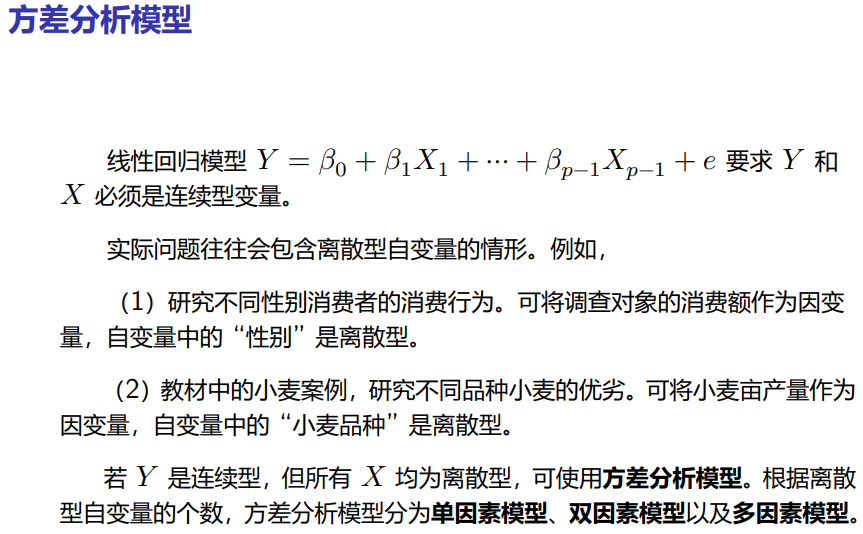 方差分析模型
线性回归模型 Y = β₀ + β₁X₁ + ··· + βₚ₋₁Xₚ₋₁ + e 要求 Y 和
X 必须是连续型变量。
实际问题往往会包含离散型自变量的情形。例如，
（1）研究不同性别消费者的消费行为。可将调查对象的消费额作为因变
量，自变量中的“性别”是离散型。
（2）教材中的小麦案例，研究不同品种小麦的优劣。可将小麦亩产量作为
因变量，自变量中的“小麦品种”是离散型。
若 Y 是连续型，但所有 X 均为离散型，可使用方差分析模型。根据离散
型自变量的个数，方差分析模型分为单因素模型、双因素模型以及多因素模型。